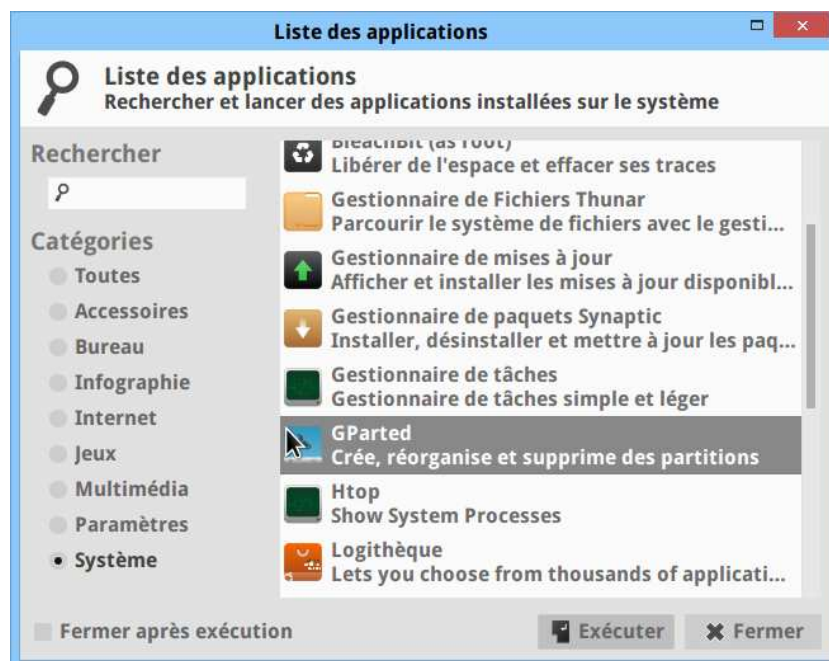 Liste des applications
Liste des applications
Rechercher et lancer des applications installées sur le système
Rechercher
Catégories
Toutes
Accessoires
Bureau
Infographie
Internet
Jeux
Multimédia
Paramètres
Système
BleachBit (as root)
Libérer de l'espace et effacer ses traces
Gestionnaire de Fichiers Thunar
Parcourir le système de fichiers avec le gesti...
Gestionnaire de mises à jour
Afficher et installer les mises à jour disponibl...
Gestionnaire de paquets Synaptic
Installer, désinstaller et mettre à jour les paq...
Gestionnaire de tâches
Gestionnaire de tâches simple et léger
GParted
Crée, réorganise et supprime des partitions
Htop
Show System Processes
Logithèque
Lets you choose from thousands of applicati...
Fermer après exécution
Exécuter
Fermer